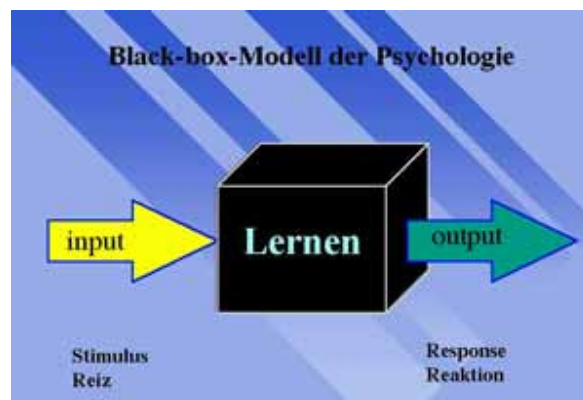 Black-box-Modell der Psychologie
input
Lernen
output
Stimulus
Reiz
Response
Reaktion